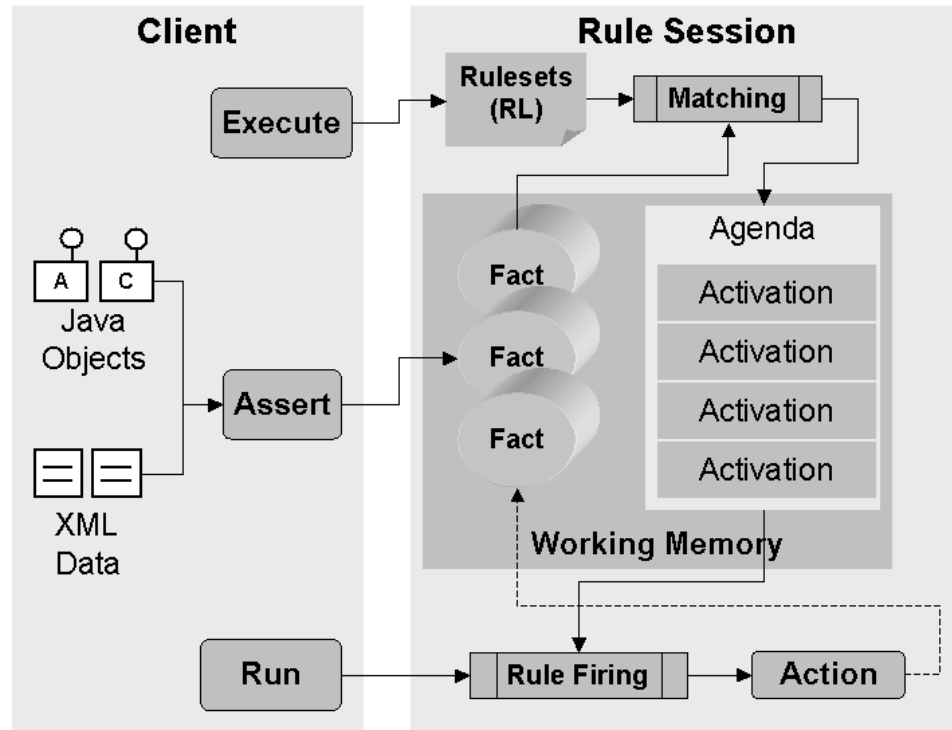 Client
Rule Session
Execute
Rulesets
(RL)
Matching
A
C
Java
Objects
Assert
XML
Data
Fact
Fact
Fact
Agenda
Activation
Activation
Activation
Activation
Working Memory
Run
Rule Firing
Action